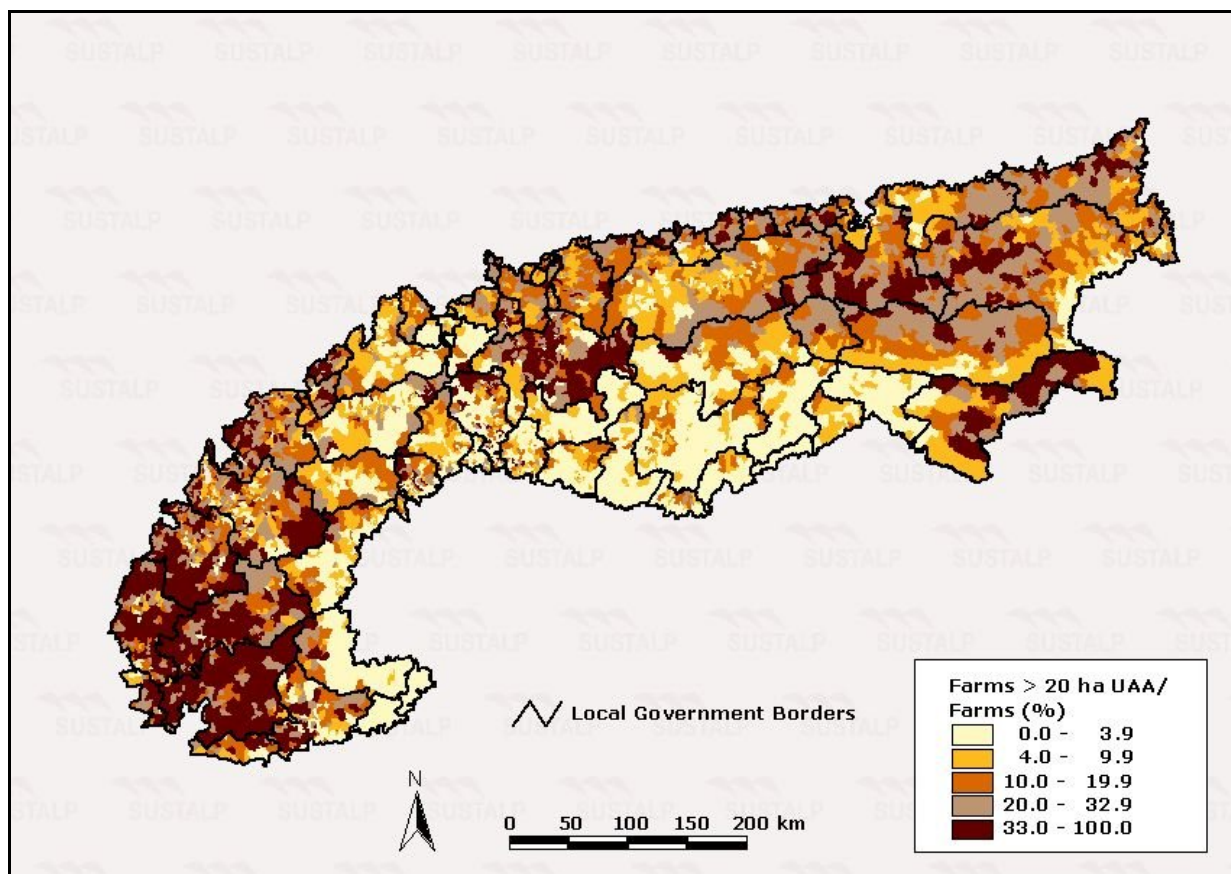 SUSTALP
Local Government Borders
N
0 50 100 150 200 km
Farms > 20 ha UAA/
Farms (%)
0.0 - 3.9
4.0 - 9.9
10.0 - 19.9
20.0 - 32.9
33.0 - 100.0